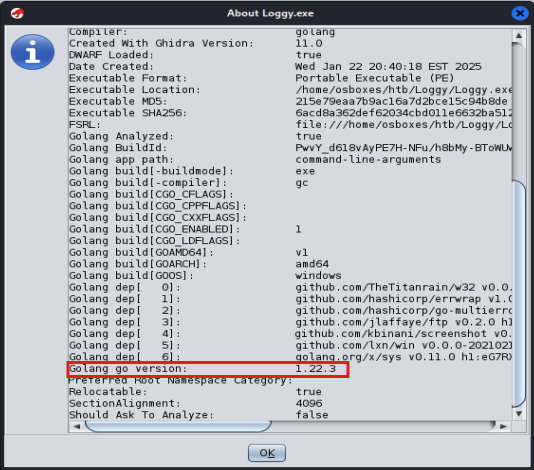 About Loggy.exe
Compiler: golang
Created With Ghidra Version: 11.0
DWARF Loaded: true
Date Created: Wed Jan 22 20:40:18 EST 2025
Executable Format: Portable Executable (PE)
Executable Location: /home/osboxes/htb/Loggy/Loggy.exe
Executable MD5: 215e79eaa7b9ac16a7d2bce15c94b8de
Executable SHA256: 6acd8a362def62034cbd011e6632ba512
FSRL: file:///home/osboxes/htb/Loggy/Lo
Golang Analyzed: true
Golang BuildId: PwvY_d6l8vAyPE7H-NFu/h8bMy-BToWUw
Golang app path: command-line-arguments
Golang build[-buildmode]: exe
Golang build[-compiler]: gc
Golang build[CGO_CFLAGS]:
Golang build[CGO_CPPFLAGS]:
Golang build[CGO_CXXFLAGS]:
Golang build[CGO_ENABLED]: 1
Golang build[CGO_LDFLAGS]:
Golang build[GOAMD64]: v1
Golang build[GOARCH]: amd64
Golang build[GOOS]: windows
Golang dep[ 0]: github.com/TheTitanrain/w32 v0.0.
Golang dep[ 1]: github.com/hashicorp/errwrap v1.0
Golang dep[ 2]: github.com/hashicorp/go-multierro
Golang dep[ 3]: github.com/jlaffaye/ftp v0.2.0 h1
Golang dep[ 4]: github.com/kbinani/screenshot v0.
Golang dep[ 5]: github.com/lxn/win v0.0.0-2021021
Golang dep[ 6]: golang.org/x/sys v0.11.0 h1:eG7RX
Golang go version: 1.22.3
Preferred Root Namespace Category:
Relocatable: true
SectionAlignment: 4096
Should Ask To Analyze: false
OK